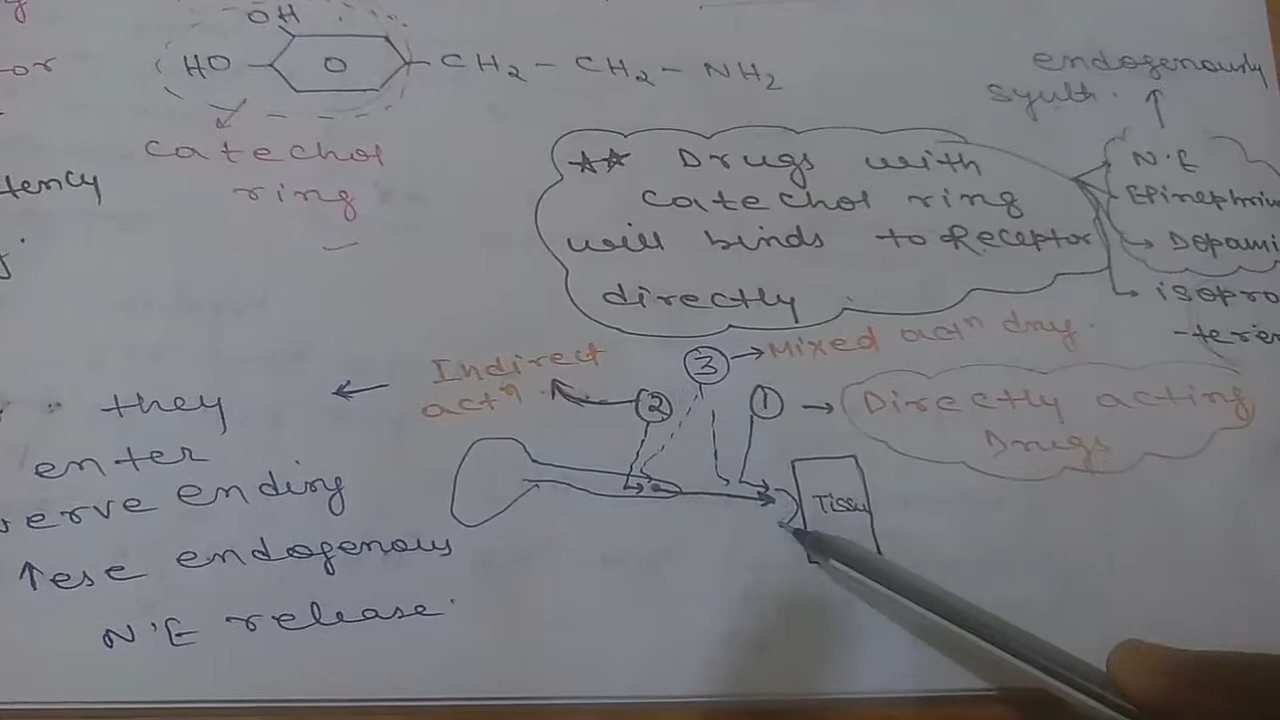 OH
HO
O
CH2 - CH2 - NH2
catechol
ring
or
tency
endogenously
synth.
** Drugs with
catechol ring
will binds to Receptor
directly
N.E
Epinephrin
Dopami
isopro
-teren
Indirect
actn.
3 → Mixed actn drug.
2
1 → Directly acting
Drugs
they
enter
nerve ending
↑ese endogenous
N.E release.
Tissu